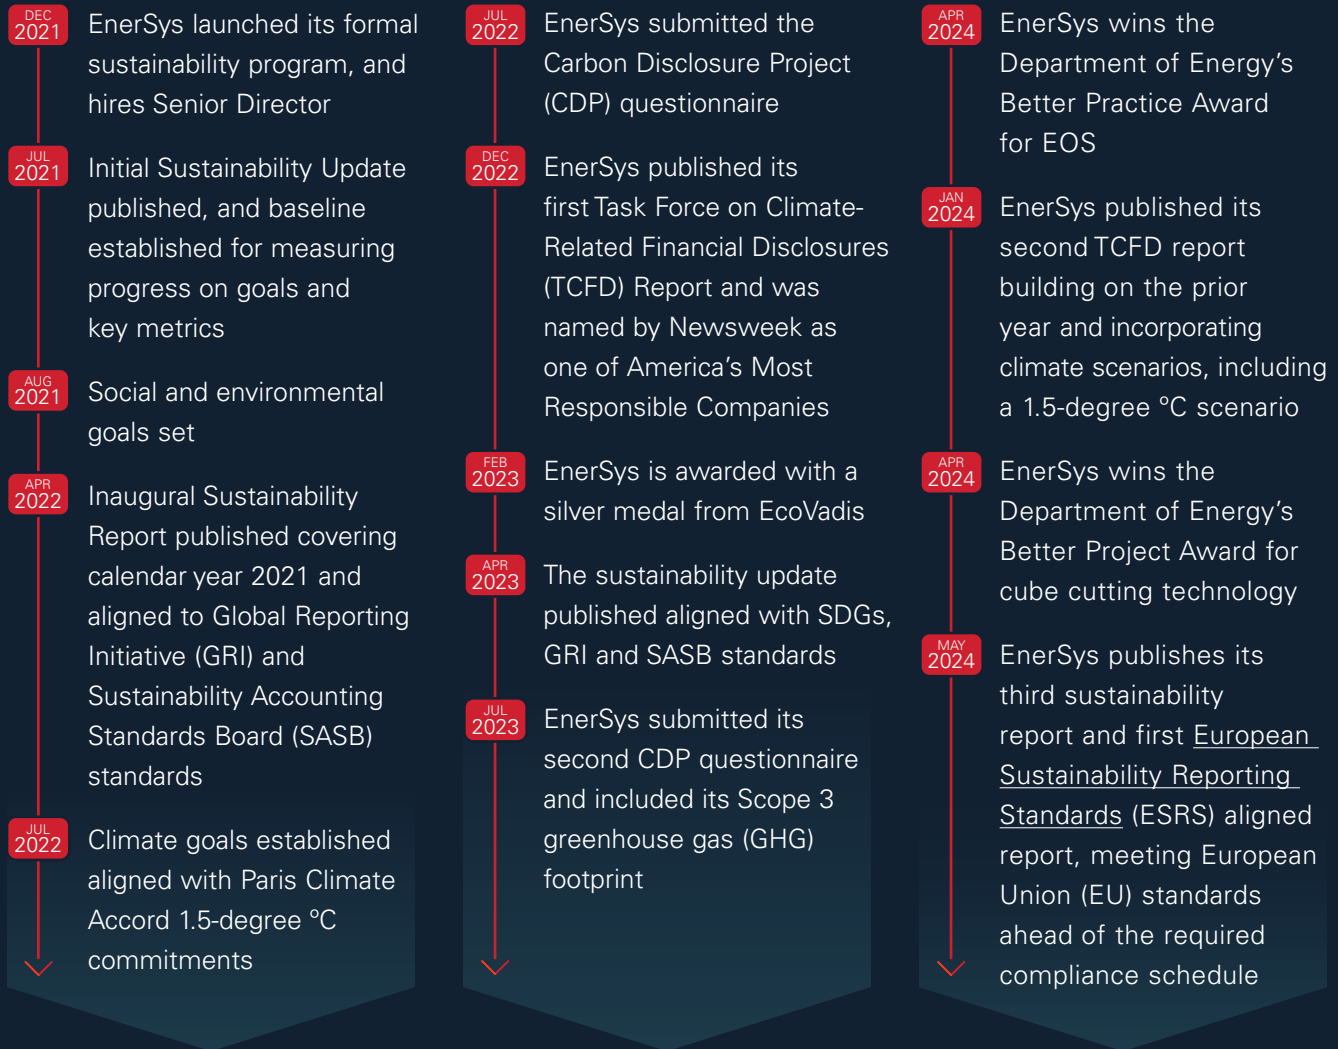 DEC
2021
EnerSys launched its formal
sustainability program, and
hires Senior Director
JUL
2021
Initial Sustainability Update
published, and baseline
established for measuring
progress on goals and
key metrics
AUG
2021
Social and environmental
goals set
APR
2022
Inaugural Sustainability
Report published covering
calendar year 2021 and
aligned to Global Reporting
Initiative (GRI) and
Sustainability Accounting
Standards Board (SASB)
standards
JUL
2022
Climate goals established
aligned with Paris Climate
Accord 1.5-degree ºC
commitments
JUL
2022
EnerSys submitted the
Carbon Disclosure Project
(CDP) questionnaire
DEC
2022
EnerSys published its
first Task Force on Climate-
Related Financial Disclosures
(TCFD) Report and was
named by Newsweek as
one of America's Most
Responsible Companies
FEB
2023
EnerSys is awarded with a
silver medal from EcoVadis
APR
2023
The sustainability update
published aligned with SDGs,
GRI and SASB standards
JUL
2023
EnerSys submitted its
second CDP questionnaire
and included its Scope 3
greenhouse gas (GHG)
footprint
APR
2024
EnerSys wins the
Department of Energy's
Better Practice Award
for EOS
JAN
2024
EnerSys published its
second TCFD report
building on the prior
year and incorporating
climate scenarios, including
a 1.5-degree ºC scenario
APR
2024
EnerSys wins the
Department of Energy's
Better Project Award for
cube cutting technology
MAY
2024
EnerSys publishes its
third sustainability
report and first European
Sustainability Reporting
Standards (ESRS) aligned
report, meeting European
Union (EU) standards
ahead of the required
compliance schedule